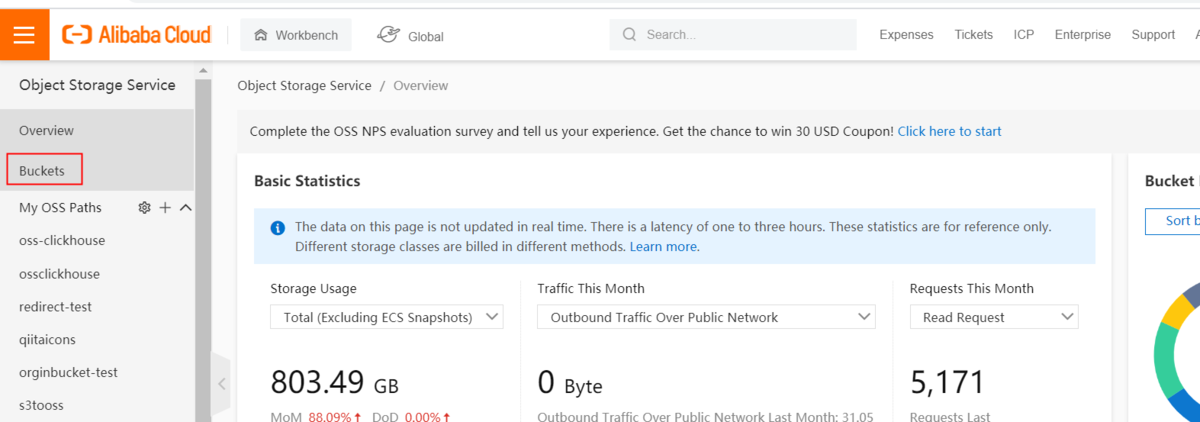 Alibaba Cloud
Workbench
Global
Search...
Expenses
Tickets
ICP
Enterprise
Support
Object Storage Service
Overview
Buckets
My OSS Paths
oss-clickhouse
ossclickhouse
redirect-test
qiitaicons
orginbucket-test
s3tooss
Object Storage Service / Overview
Complete the OSS NPS evaluation survey and tell us your experience. Get the chance to win 30 USD Coupon! Click here to start
Basic Statistics
The data on this page is not updated in real time. There is a latency of one to three hours. These statistics are for reference only.
Different storage classes are billed in different methods. Learn more.
Storage Usage
Total (Excluding ECS Snapshots)
803.49 GB
MoM 88.09% DoD 0.00%
Traffic This Month
Outbound Traffic Over Public Network
0 Byte
Outbound Traffic Over Public Network Last Month: 31.05
Requests This Month
Read Request
5,171
Requests Last
Bucket
Sort b